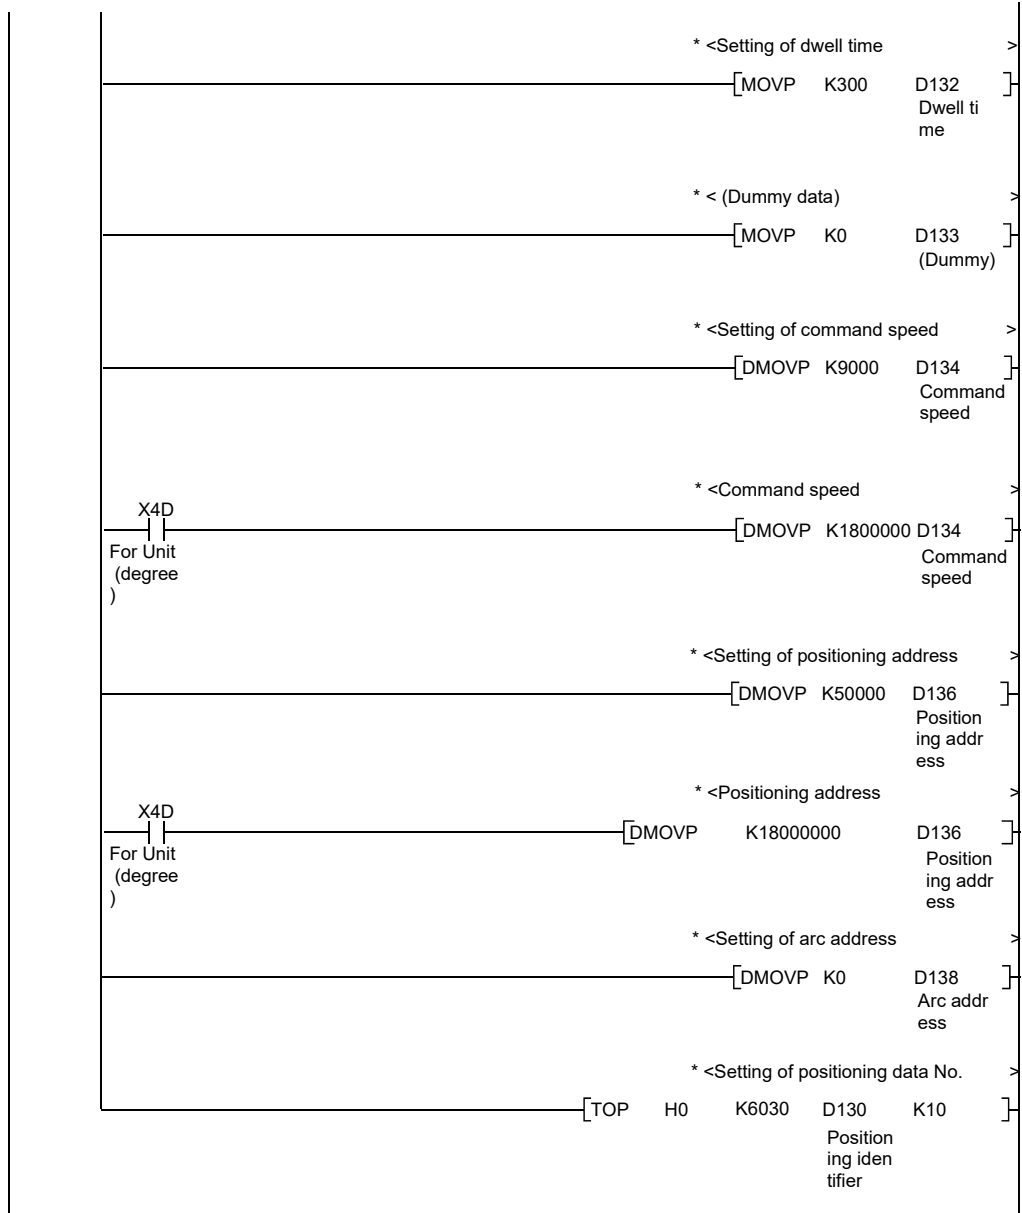 * <Setting of dwell time >
MOVP K300 D132
Dwell ti
me
* < (Dummy data) >
MOVP K0 D133
(Dummy)
* <Setting of command speed >
DMOVP K9000 D134
Command
speed
* <Command speed >
X4D
DMOVP K1800000 D134
For Unit
(degree
)
Command
speed
* <Setting of positioning address >
DMOVP K50000 D136
Position
ing addr
ess
* <Positioning address >
X4D
DMOVP K18000000 D136
For Unit
(degree
)
Position
ing addr
ess
* <Setting of arc address >
DMOVP K0 D138
Arc addr
ess
* <Setting of positioning data No. >
TOP H0 K6030 D130 K10
Position
ing iden
tifier